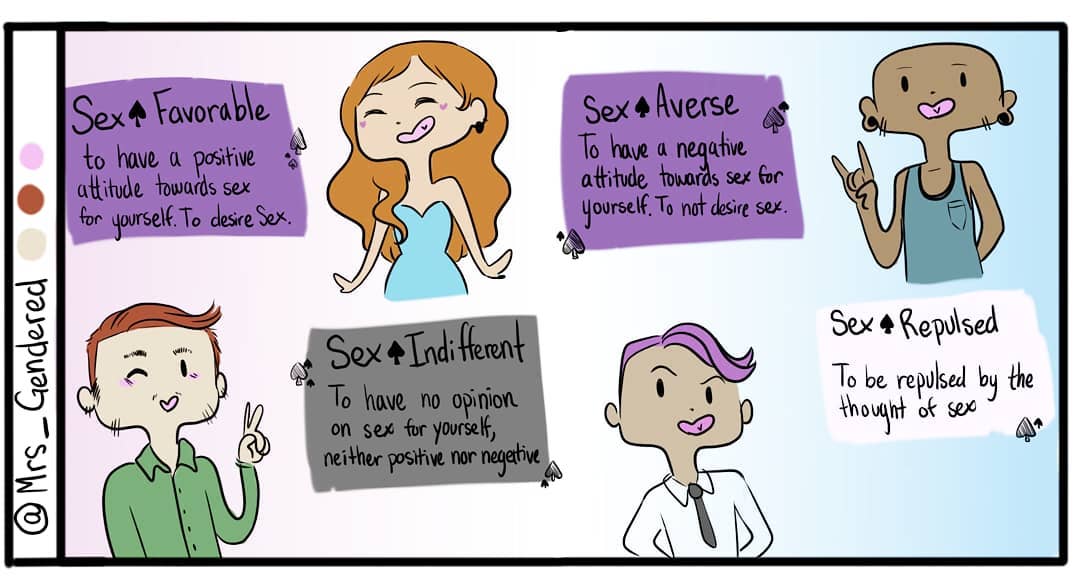 Sex♠Favorable
to have a positive
attitude towards sex
for yourself. To desire Sex.
Sex♠Averse
To have a negative
attitude towards sex for
yourself. To not desire sex.
Sex♠Indifferent
To have no opinion
on sex for yourself,
neither positive nor negative
Sex♠Repulsed
To be repulsed by the
thought of sex
@Mrs_Gendered